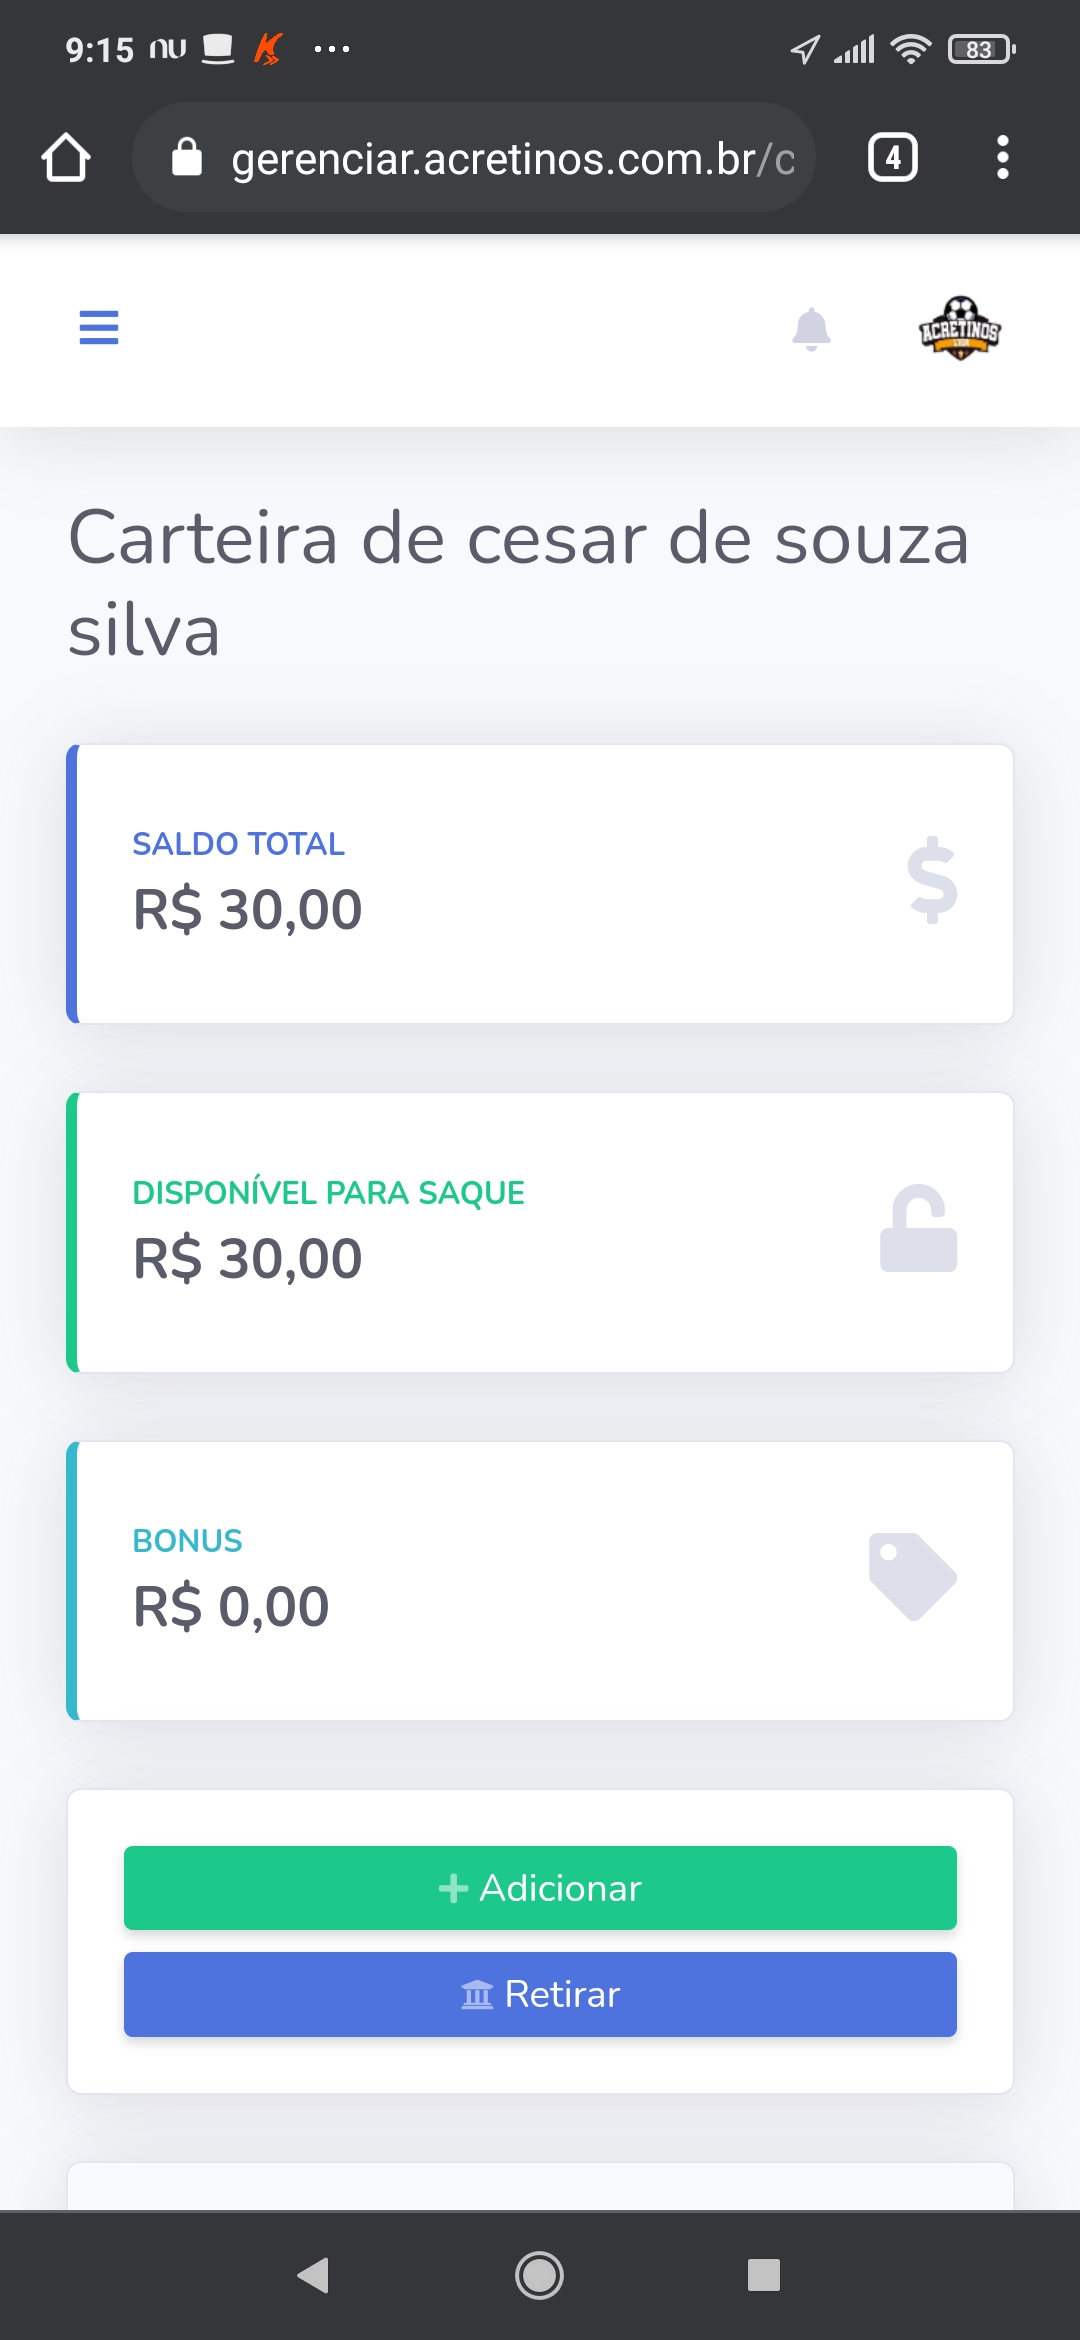 9:15
83
gerenciar.acretinos.com.br/c
4
ACRETINOS
Carteira de cesar de souza
silva
SALDO TOTAL
R$ 30,00
DISPONÍVEL PARA SAQUE
R$ 30,00
BONUS
R$ 0,00
Adicionar
Retirar